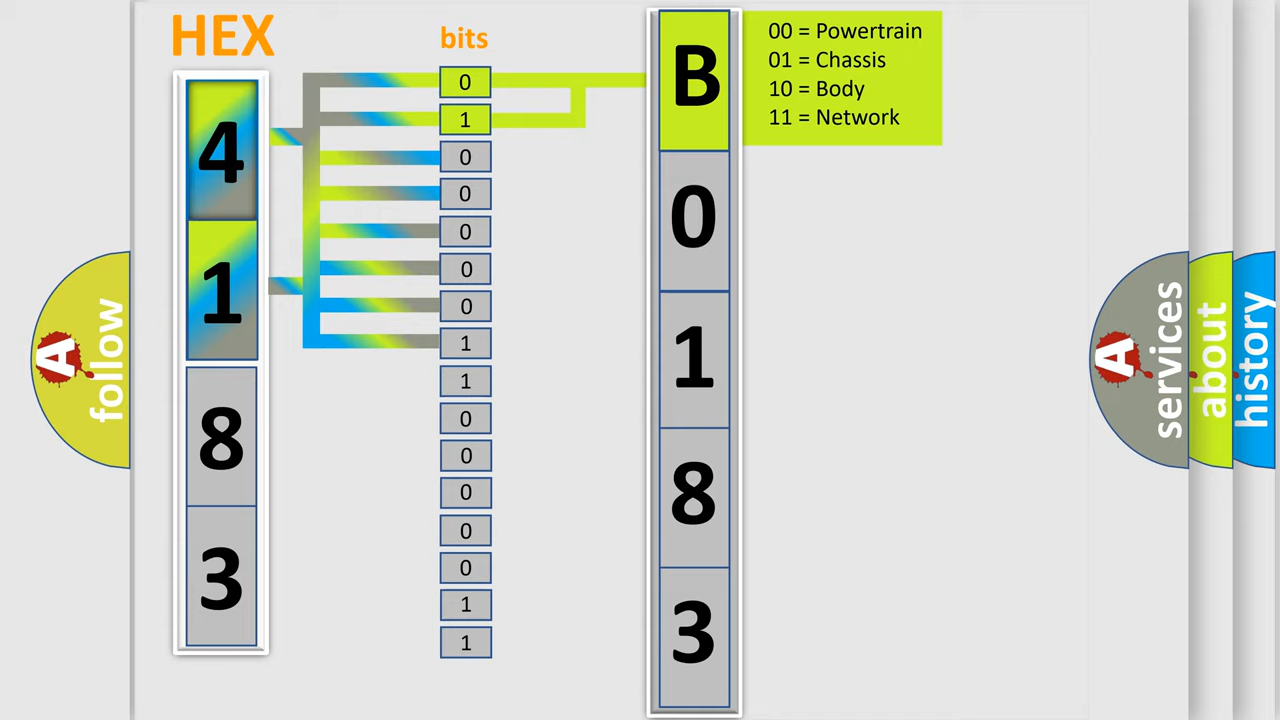 HEX
bits
4
1
8
3
0
1
0
0
0
0
0
1
1
0
0
0
0
0
1
1
B
0
1
8
3
00 = Powertrain
01 = Chassis
10 = Body
11 = Network
A
follow
A
services
about
history